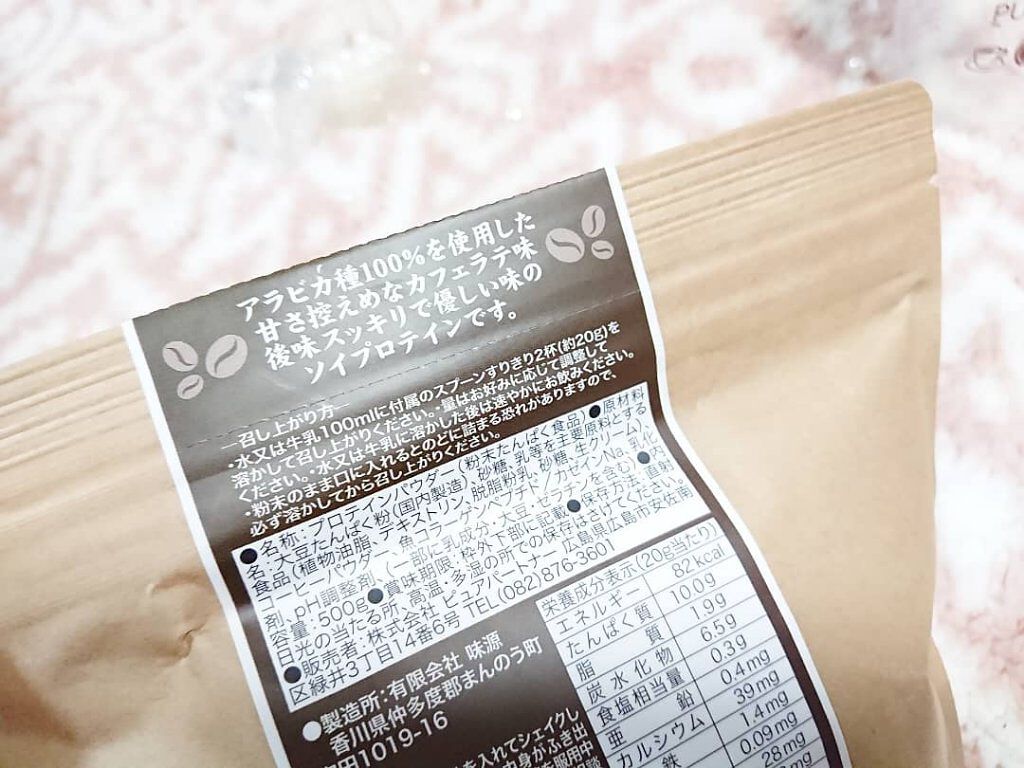 アラビカ種100%を使用した
甘さ控えめなカフェラテ味
後味スッキリで優しい味の
ソイプロテインです。
召し上がり方
・水又は牛乳100mlに付属のスプーンすりきり2杯(約20g)を
溶かして召し上がりください。・量はお好みに応じて調整して
ください。・水又は牛乳に溶かした後は速やかにお飲みください。
・粉末のまま口に入れるとのどに詰まる恐れがありますので、
必ず溶かしてから召し上がりください。
●名称：プロテインパウダー(粉末たんぱく食品)●原材料
名：大豆たんぱく粉(国内製造)、砂糖、乳等を主要原料とする
食品(植物油脂、デキストリン、脱脂粉乳、砂糖、生クリーム)、
コーヒーパウダー、魚コラーゲンペプチド/カゼインNa、乳化
剤、pH調整剤、(一部に乳成分・大豆・ゼラチンを含む)●内
容量：500g●賞味期限：枠外下部に記載●保存方法：直射
日光の当たる所、高温・多湿の所での保存はさけてください。
●販売者：株式会社 ピュアパートナー 広島県広島市安佐南
区緑井3丁目14番6号 TEL(082)876-3601
●製造所：有限会社 味源
香川県仲多度郡まんのう町
田1019-16
を入れてシェイクし
栄養成分表示(20g当たり)
エネルギー 82kcal
たんぱく質 10.0g
脂質 1.9g
炭水化物 6.5g
食塩相当量 0.3g
亜鉛 0.4mg
カルシウム 39mg
鉄 1.4mg
0.09mg
28mg